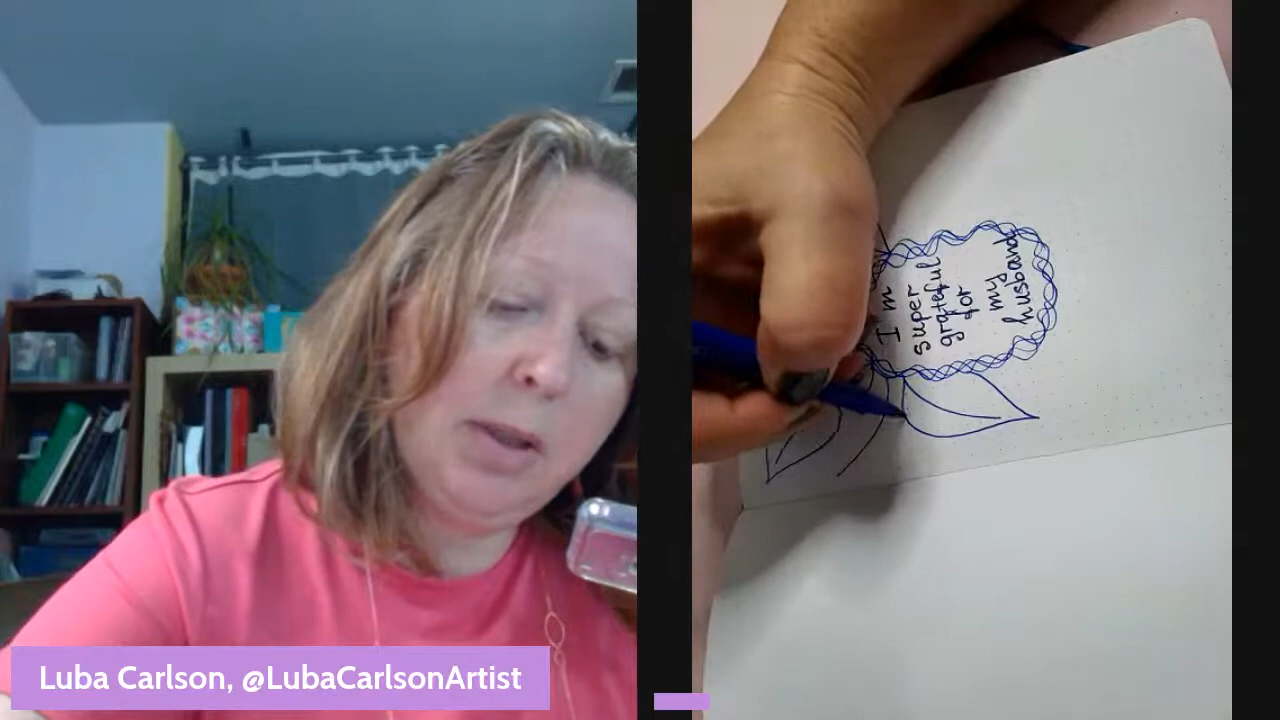 I m
super
grateful
for
my
husband
Luba Carlson, @LubaCarlsonArtist